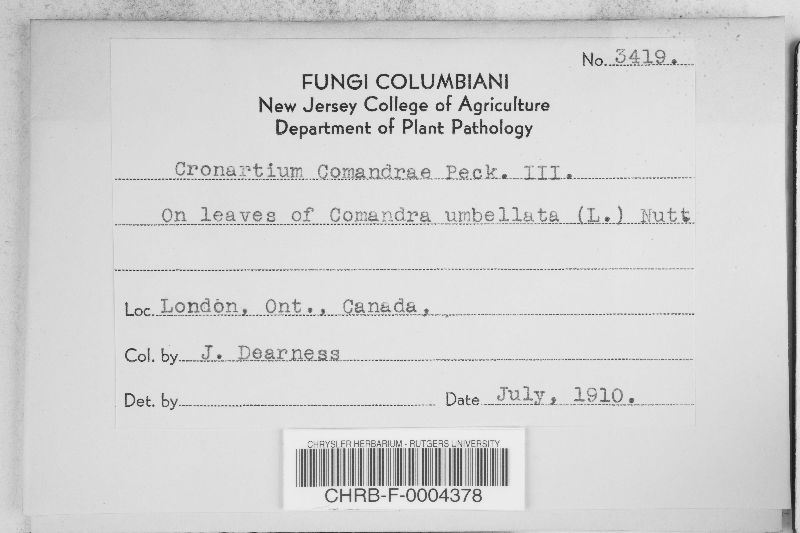 No. 3419.
FUNGI COLUMBIANI
New Jersey College of Agriculture
Department of Plant Pathology
Cronartium Comandrae Peck. III.
On leaves of Comandra umbellata (L.) Nutt
Loc. London, Ont., Canada,
Col. by J. Dearness
Det. by Date July, 1910.
CHRYSLER HERBARIUM - RUTGERS UNIVERSITY
CHRB-F-0004378